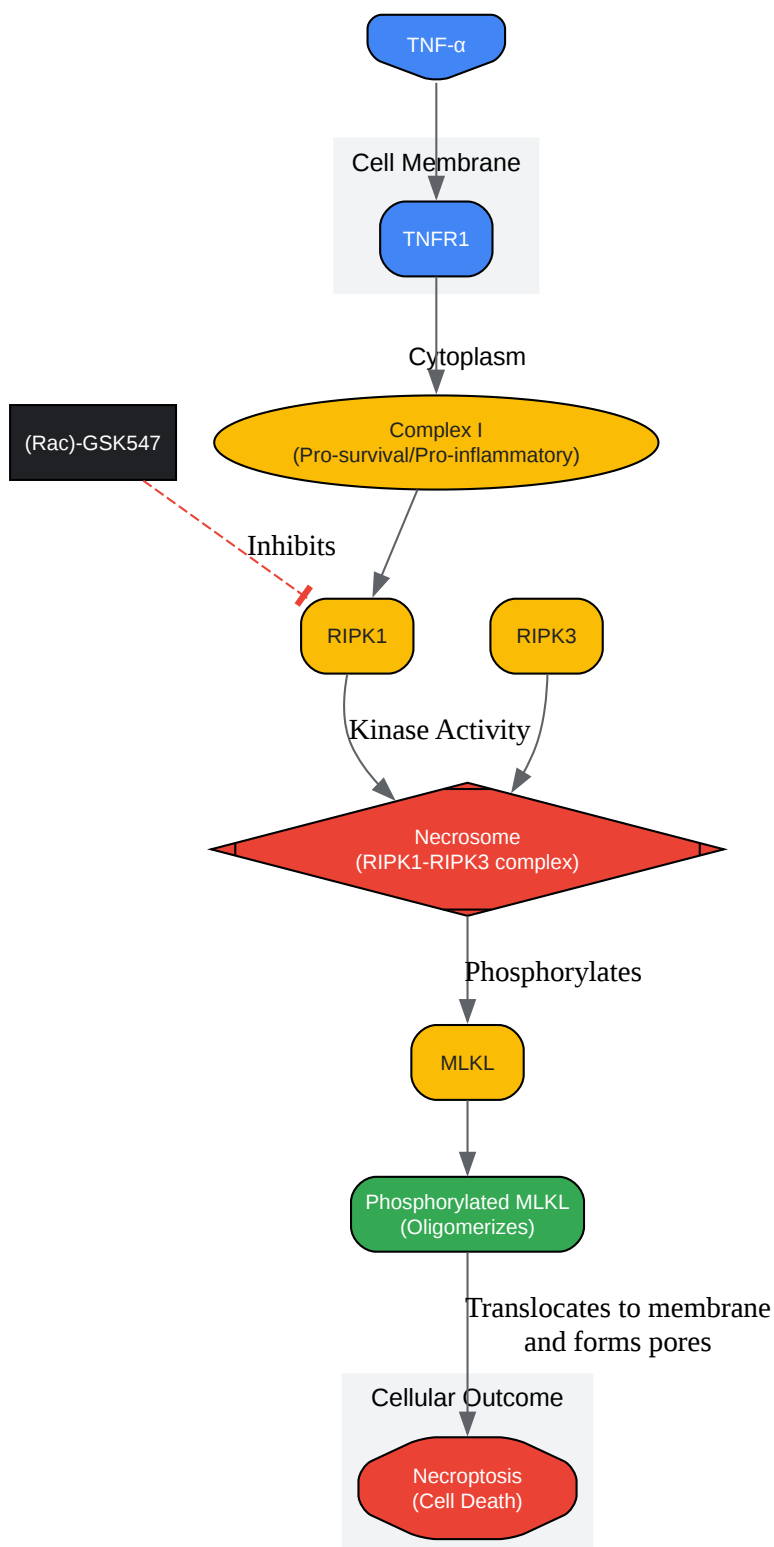 TNF-α
Cell Membrane
TNFR1
Cytoplasm
Complex I
(Pro-survival/Pro-inflammatory)
(Rac)-GSK547
Inhibits
RIPK1
RIPK3
Kinase Activity
Necrosome
(RIPK1-RIPK3 complex)
Phosphorylates
MLKL
Phosphorylated MLKL
(Oligomerizes)
Translocates to membrane
and forms pores
Cellular Outcome
Necroptosis
(Cell Death)